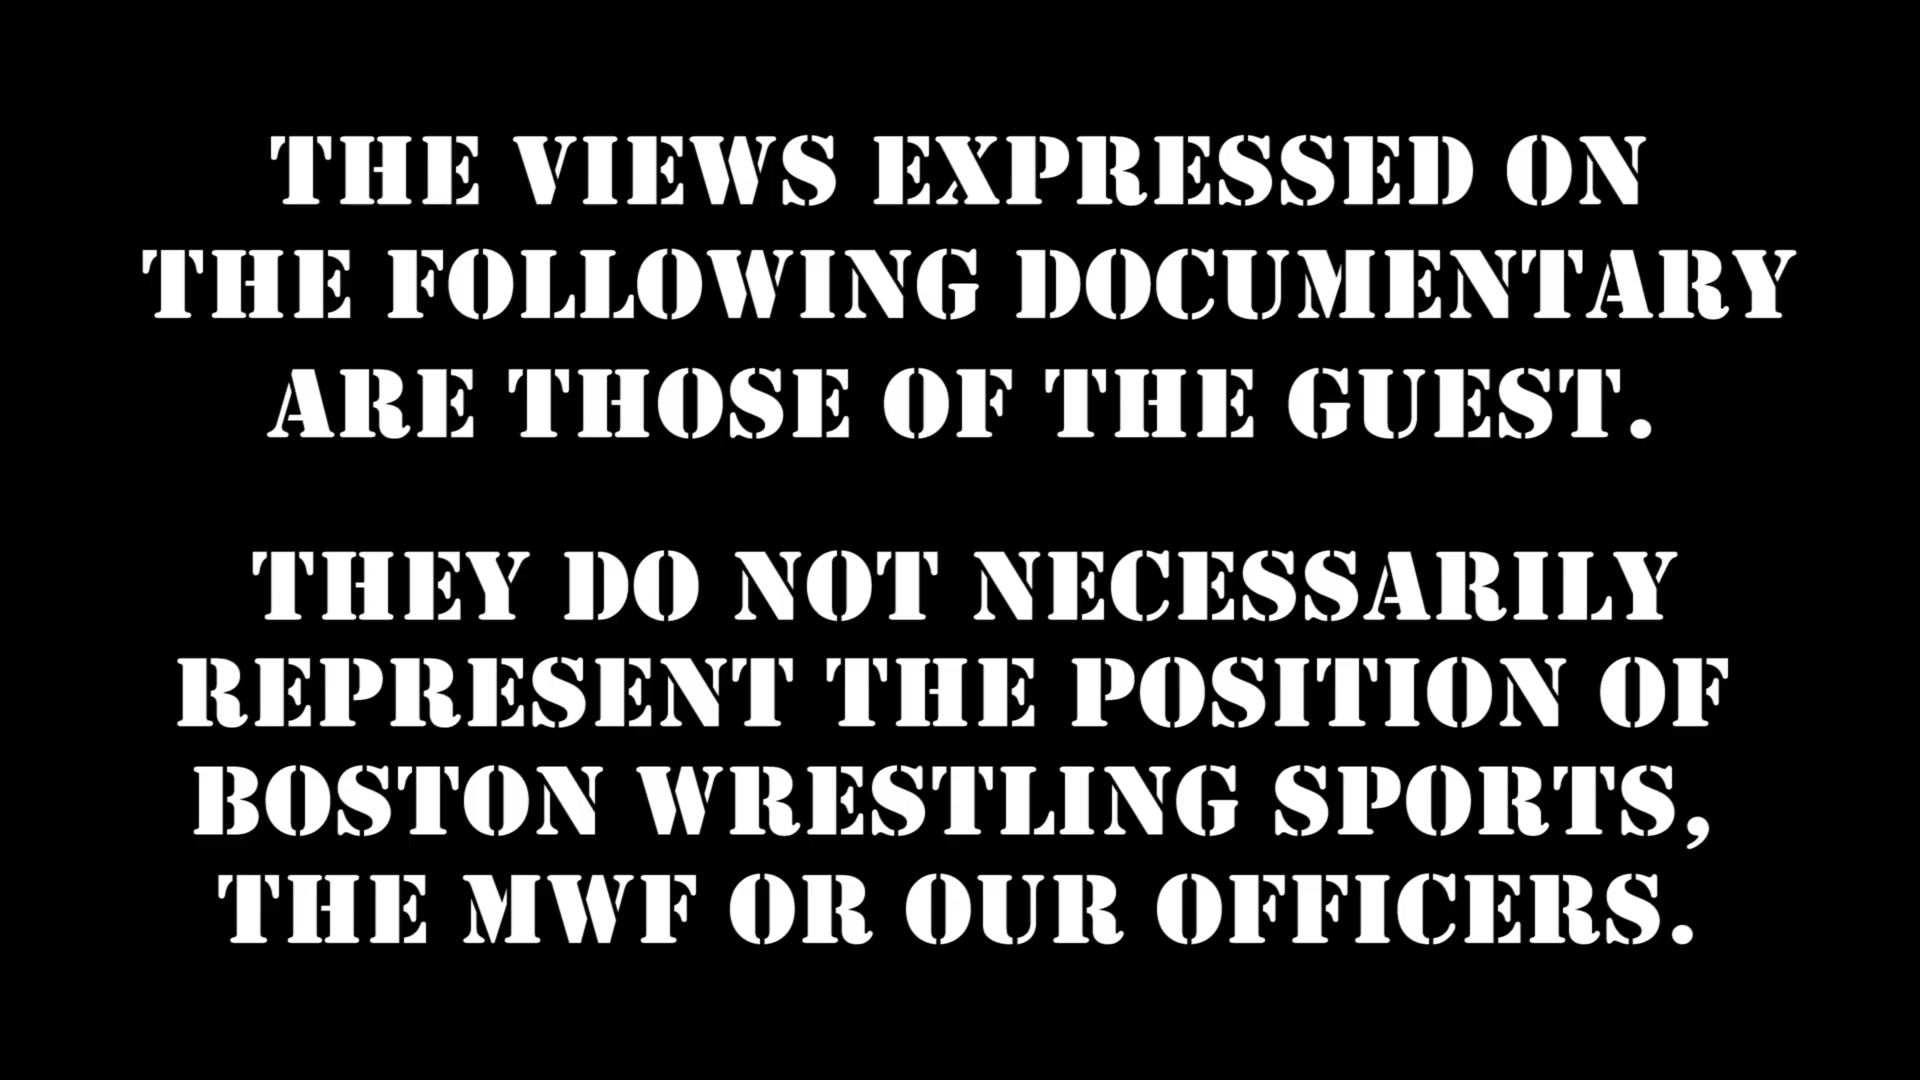 THE VIEWS EXPRESSED ON
THE FOLLOWING DOCUMENTARY
ARE THOSE OF THE GUEST.
THEY DO NOT NECESSARILY
REPRESENT THE POSITION OF
BOSTON WRESTLING SPORTS,
THE MWF OR OUR OFFICERS.